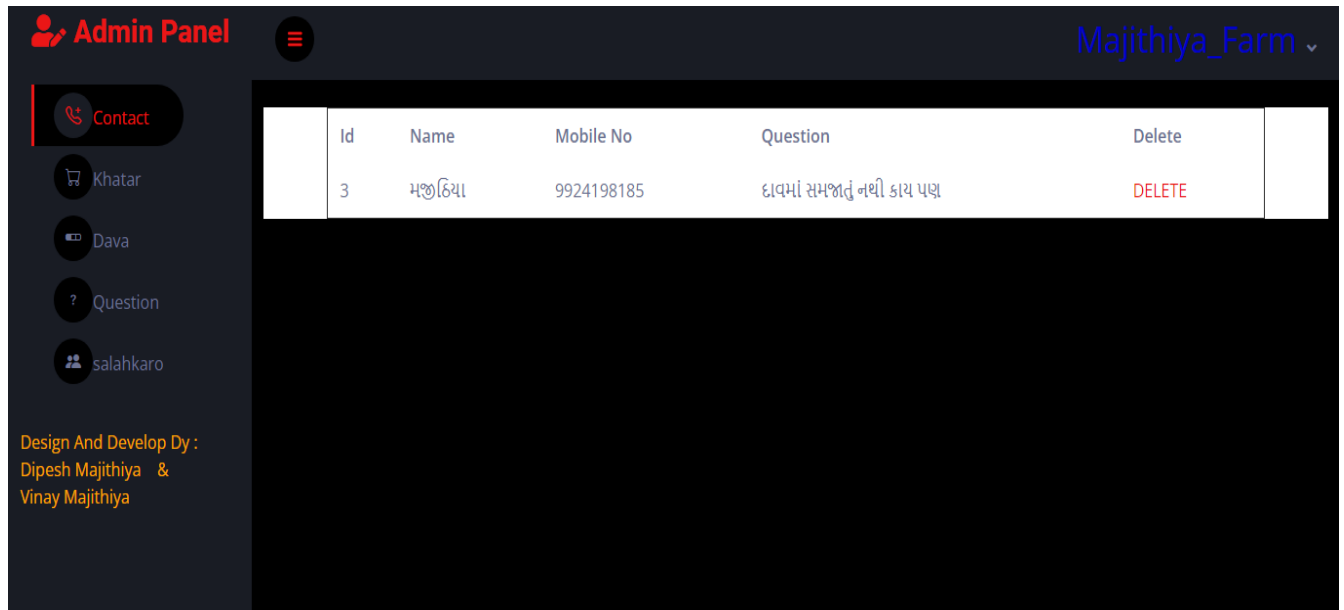 Admin Panel
Majithiya_Farm
Contact
Khatar
Dava
? Question
salahkaro
Design And Develop Dy :
Dipesh Majithiya &
Vinay Majithiya
Id Name Mobile No Question Delete
3 મજીઠિયા 9924198185 દાવમાં સમજાતું નથી કાય પણ DELETE